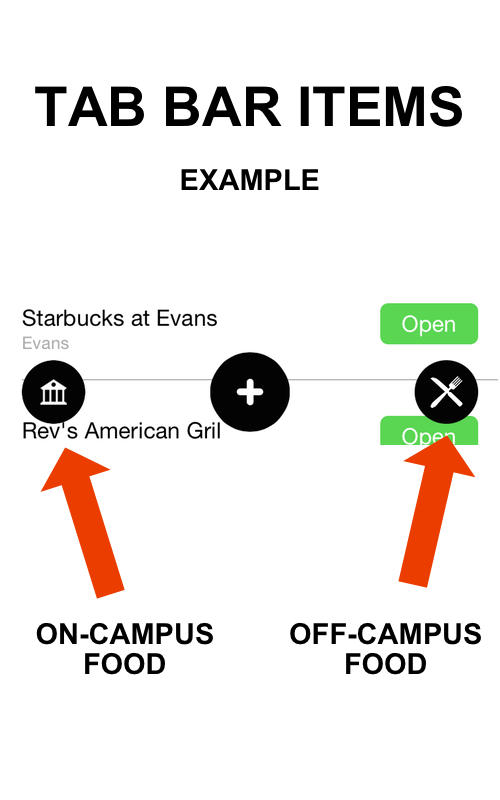 TAB BAR ITEMS
EXAMPLE
Starbucks at Evans
Open
Evans
Rev's American Gril
Open
ON-CAMPUS
FOOD
OFF-CAMPUS
FOOD